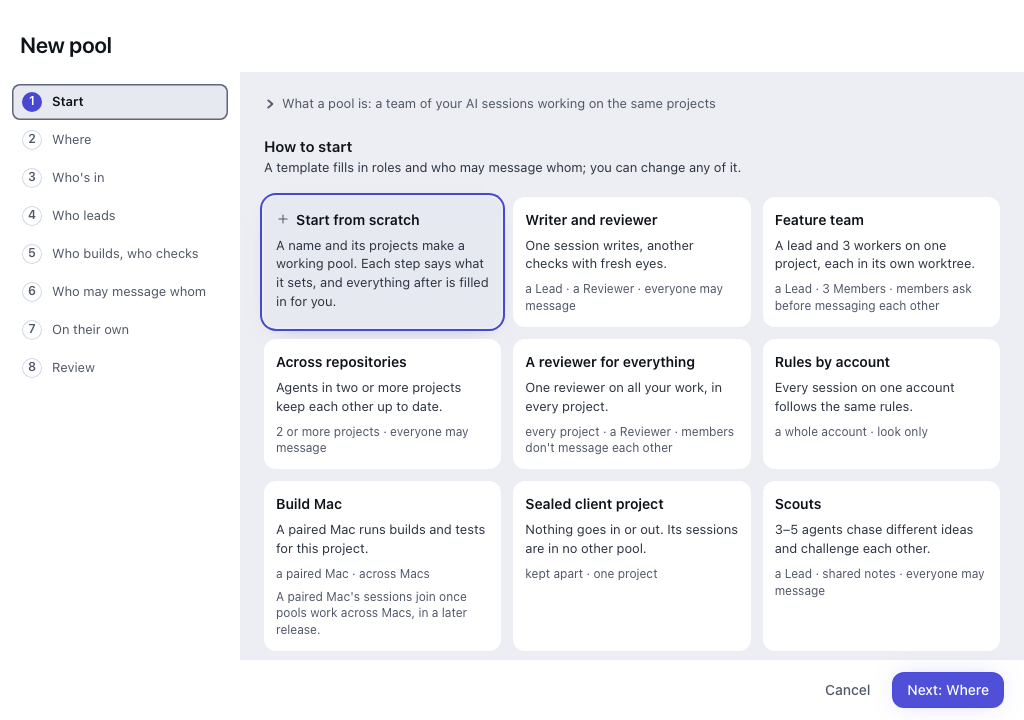 New pool
1 Start
2 Where
3 Who's in
4 Who leads
5 Who builds, who checks
6 Who may message whom
7 On their own
8 Review
What a pool is: a team of your AI sessions working on the same projects
How to start
A template fills in roles and who may message whom; you can change any of it.
+ Start from scratch
A name and its projects make a
working pool. Each step says what
it sets, and everything after is filled
in for you.
Writer and reviewer
One session writes, another
checks with fresh eyes.
a Lead · a Reviewer · everyone may
message
Feature team
A lead and 3 workers on one
project, each in its own worktree.
a Lead · 3 Members · members ask
before messaging each other
Across repositories
Agents in two or more projects
keep each other up to date.
2 or more projects · everyone may
message
A reviewer for everything
One reviewer on all your work, in
every project.
every project · a Reviewer · members
don't message each other
Rules by account
Every session on one account
follows the same rules.
a whole account · look only
Build Mac
A paired Mac runs builds and tests
for this project.
a paired Mac · across Macs
A paired Mac's sessions join once
pools work across Macs, in a later
release.
Sealed client project
Nothing goes in or out. Its sessions
are in no other pool.
kept apart · one project
Scouts
3–5 agents chase different ideas
and challenge each other.
a Lead · shared notes · everyone may
message
Cancel
Next: Where